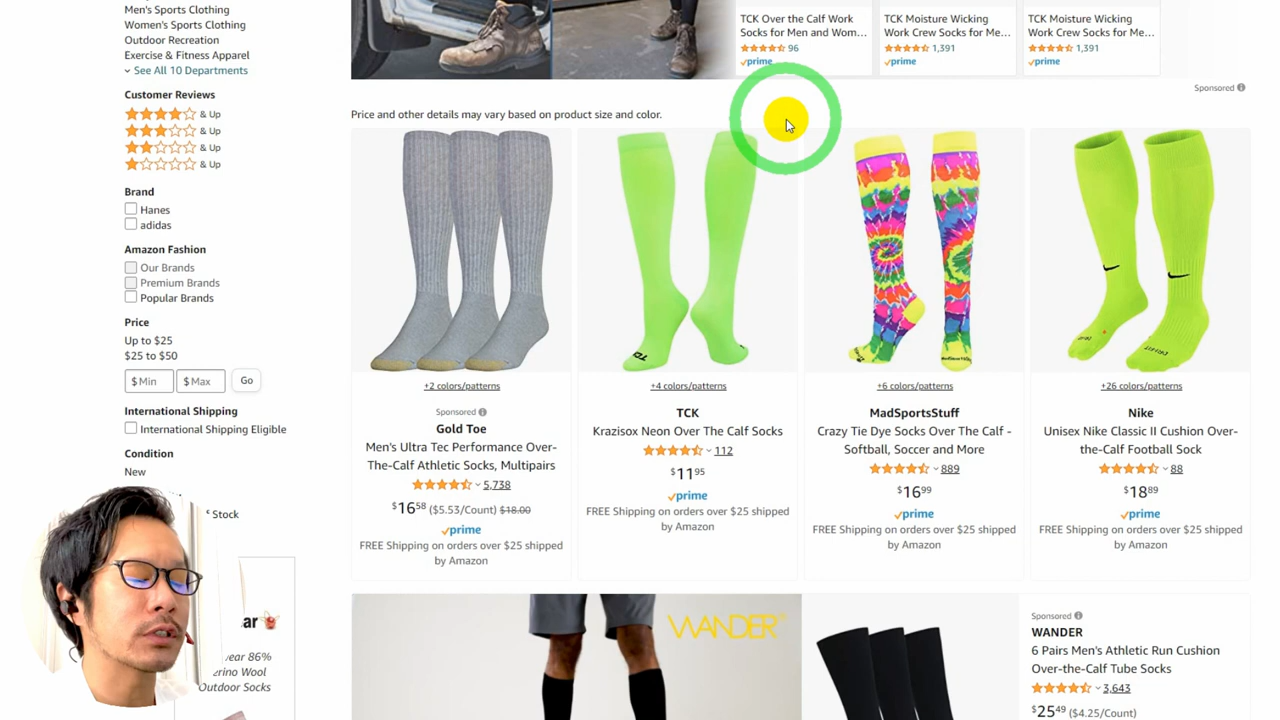 Men's Sports Clothing
Women's Sports Clothing
Outdoor Recreation
Exercise & Fitness Apparel
See All 10 Departments
Customer Reviews
& Up
& Up
& Up
& Up
Brand
Hanes
adidas
Amazon Fashion
Our Brands
Premium Brands
Popular Brands
Price
Up to $25
$25 to $50
$ Min
$ Max
Go
International Shipping
International Shipping Eligible
Condition
New
Stock
ear 86%
erino Wool
Outdoor Socks
TCK Over the Calf Work
Socks for Men and Wom...
96
prime
TCK Moisture Wicking
Work Crew Socks for Me...
1,391
prime
TCK Moisture Wicking
Work Crew Socks for Me...
1,391
prime
Sponsored
Price and other details may vary based on product size and color.
+2 colors/patterns
Sponsored
Gold Toe
Men's Ultra Tec Performance Over-
The-Calf Athletic Socks, Multipairs
5,738
$16 58 ($5.53/Count) $18.00
prime
FREE Shipping on orders over $25 shipped
by Amazon
TCK
+4 colors/patterns
TCK
Krazisox Neon Over The Calf Socks
112
$11 95
prime
FREE Shipping on orders over $25 shipped
by Amazon
+6 colors/patterns
MadSportsStuff
Crazy Tie Dye Socks Over The Calf -
Softball, Soccer and More
889
$16 99
prime
FREE Shipping on orders over $25 shipped
by Amazon
DRI-FIT
+26 colors/patterns
Nike
Unisex Nike Classic II Cushion Over-
the-Calf Football Sock
88
$18 89
prime
FREE Shipping on orders over $25 shipped
by Amazon
WANDER
Sponsored
WANDER
6 Pairs Men's Athletic Run Cushion
Over-the-Calf Tube Socks
3,643
$25 49 ($4.25/Count)